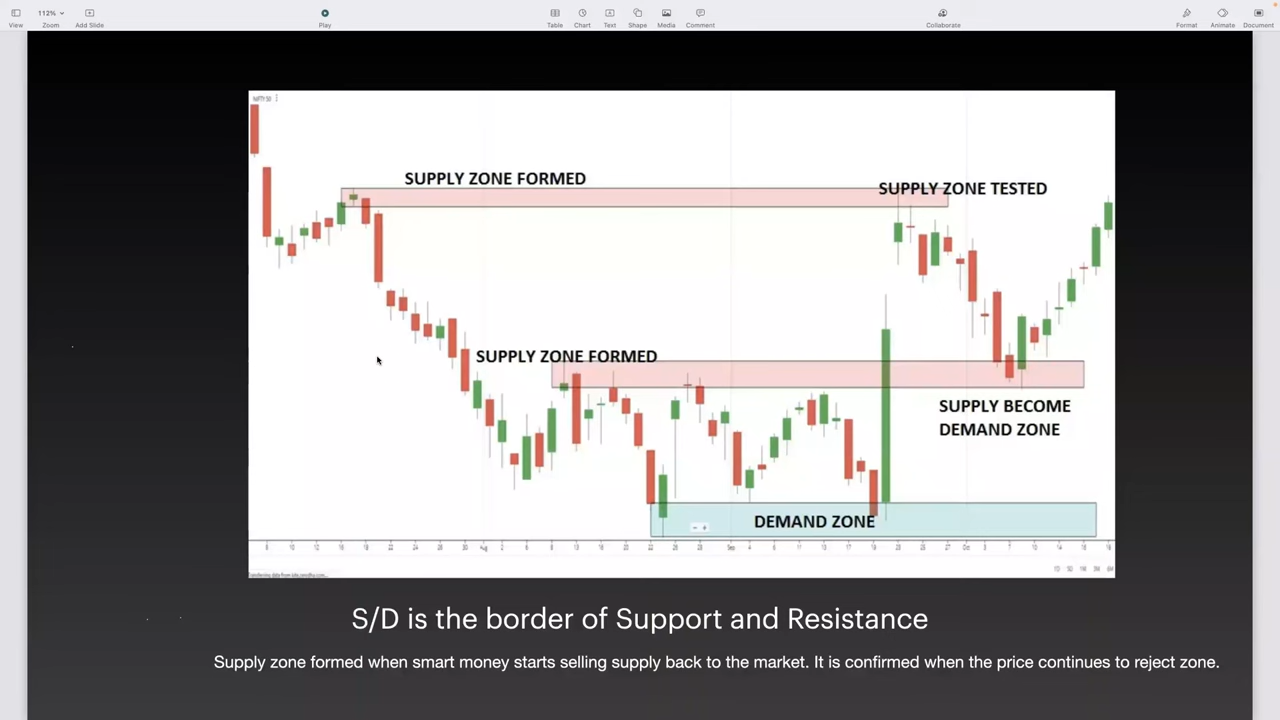 View
112%
Zoom
Add Slide
Play
Table
Chart
Text
Shape
Media
Comment
Collaborate
Format
Animate
Document
NIFTY 50
SUPPLY ZONE FORMED
SUPPLY ZONE TESTED
SUPPLY ZONE FORMED
SUPPLY BECOME
DEMAND ZONE
DEMAND ZONE
S/D is the border of Support and Resistance
Supply zone formed when smart money starts selling supply back to the market. It is confirmed when the price continues to reject zone.